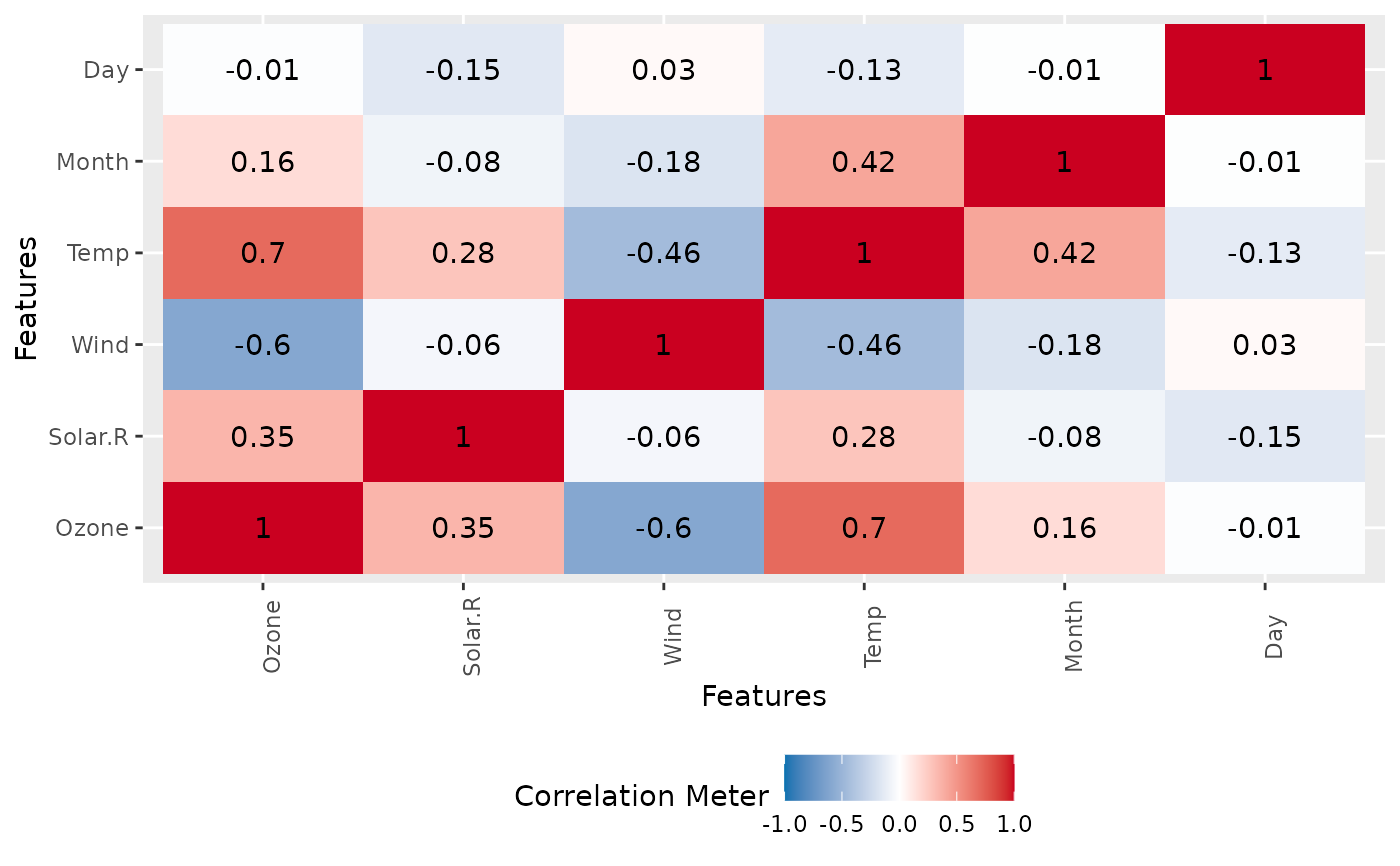 Day -0.01 -0.15 0.03 -0.13 -0.01 1
Month 0.16 -0.08 -0.18 0.42 1 -0.01
Temp 0.7 0.28 -0.46 1 0.42 -0.13
Wind -0.6 -0.06 1 -0.46 -0.18 0.03
Solar.R 0.35 1 -0.06 0.28 -0.08 -0.15
Ozone 1 0.35 -0.6 0.7 0.16 -0.01
Features
Ozone Solar.R Wind Temp Month Day
Features
Correlation Meter
-1.0 -0.5 0.0 0.5 1.0